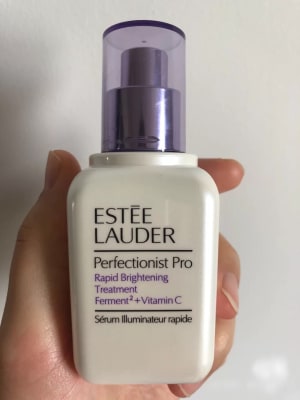 ESTĒE
LAUDER
Perfectionist Pro
Rapid Brightening
Treatment
Ferment²+Vitamin C
Sérum Illuminateur rapide